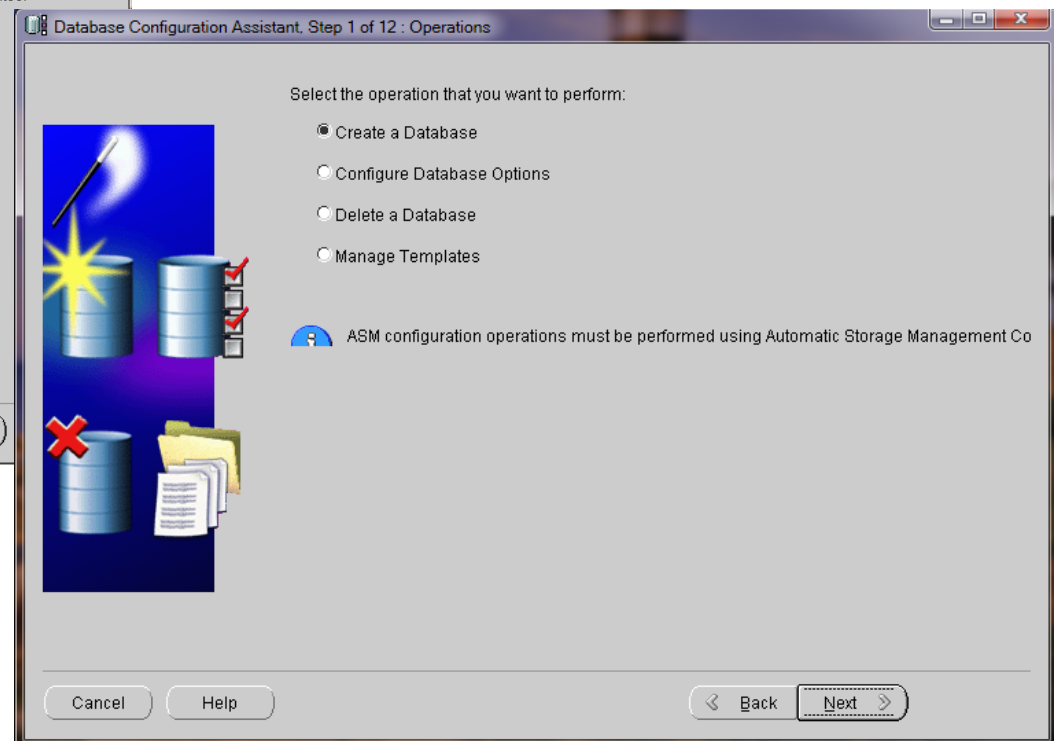 Database Configuration Assistant, Step 1 of 12 : Operations
Select the operation that you want to perform:
Create a Database
Configure Database Options
Delete a Database
Manage Templates
ASM configuration operations must be performed using Automatic Storage Management Co
Cancel
Help
Back
Next